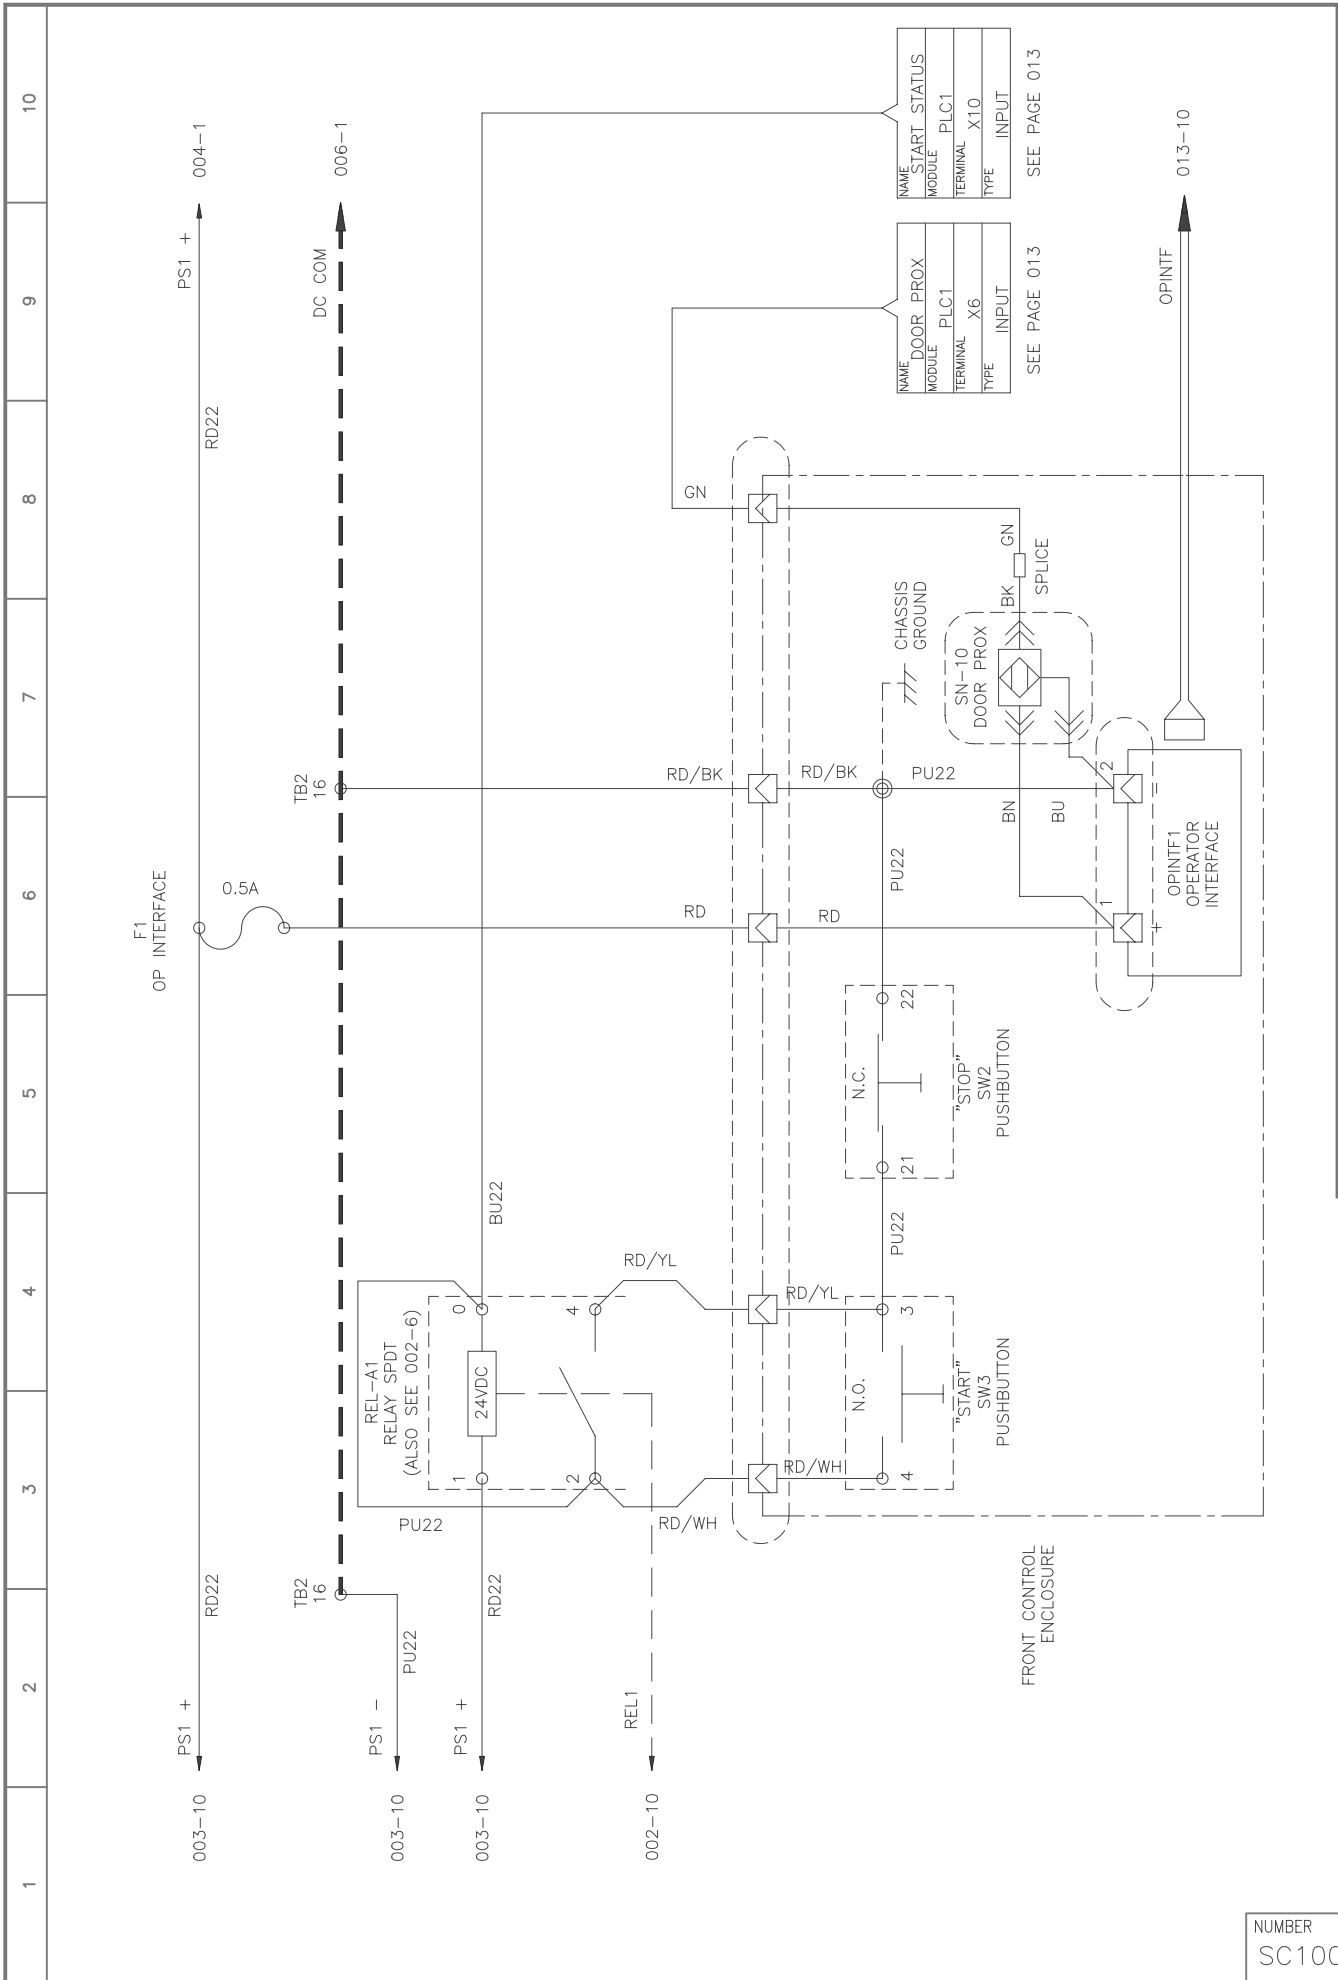 1
2
3
4
5
6
7
8
9
10
003-10
PS1 +
RD22
F1
OP INTERFACE
0.5A
RD22
PS1 +
004-1
TB2
16
TB2
16
DC COM
006-1
003-10
PS1 -
PU22
PU22
REL-A1
RELAY SPDT
(ALSO SEE 002-6)
003-10
PS1 +
RD22
1
24VDC
0
BU22
2
4
002-10
REL1
RD/WH
RD/YL
RD
RD/BK
GN
RD/WH
RD/YL
RD
RD/BK
N.O.
4
3
"START"
SW3
PUSHBUTTON
PU22
N.C.
21
22
"STOP"
SW2
PUSHBUTTON
PU22
PU22
CHASSIS
GROUND
SN-10
DOOR PROX
BK
GN
SPLICE
BN
BU
1
2
+
-
OPINTF1
OPERATOR
INTERFACE
FRONT CONTROL
ENCLOSURE
NAME
DOOR PROX
MODULE
PLC1
TERMINAL
X6
TYPE
INPUT
SEE PAGE 013
NAME
START STATUS
MODULE
PLC1
TERMINAL
X10
TYPE
INPUT
SEE PAGE 013
OPINTF
013-10
NUMBER